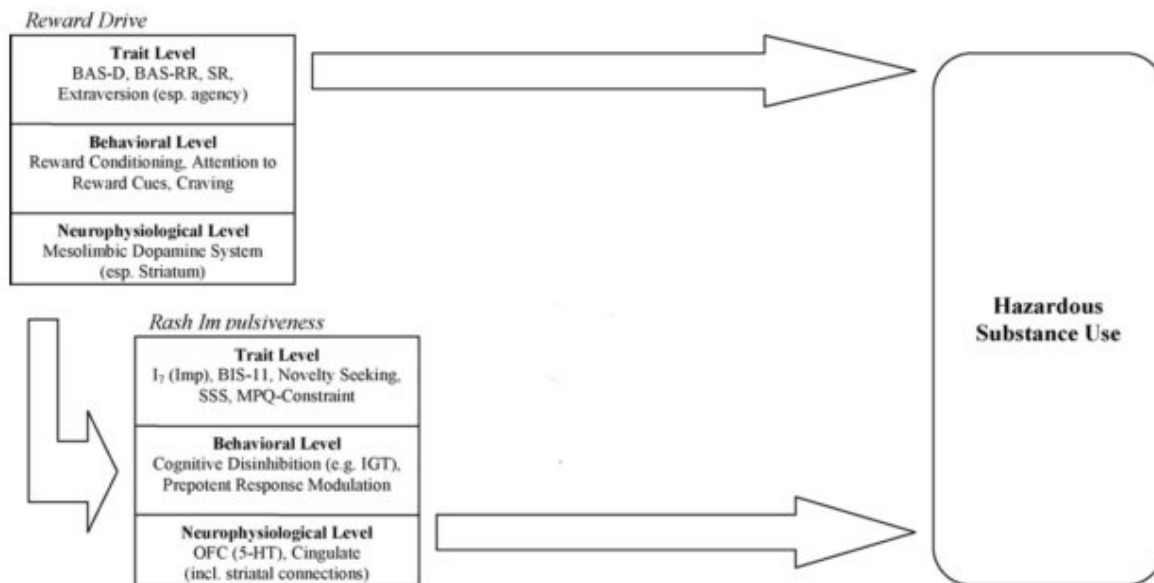 Reward Drive
Trait Level
BAS-D, BAS-RR, SR,
Extraversion (esp. agency)
Behavioral Level
Reward Conditioning, Attention to
Reward Cues, Craving
Neurophysiological Level
Mesolimbic Dopamine System
(esp. Striatum)
Rash Im pulsiveness
Trait Level
I₇ (Imp), BIS-11, Novelty Seeking,
SSS, MPQ-Constraint
Behavioral Level
Cognitive Disinhibition (e.g. IGT),
Prepotent Response Modulation
Neurophysiological Level
OFC (5-HT), Cingulate
(incl. striatal connections)
Hazardous
Substance Use